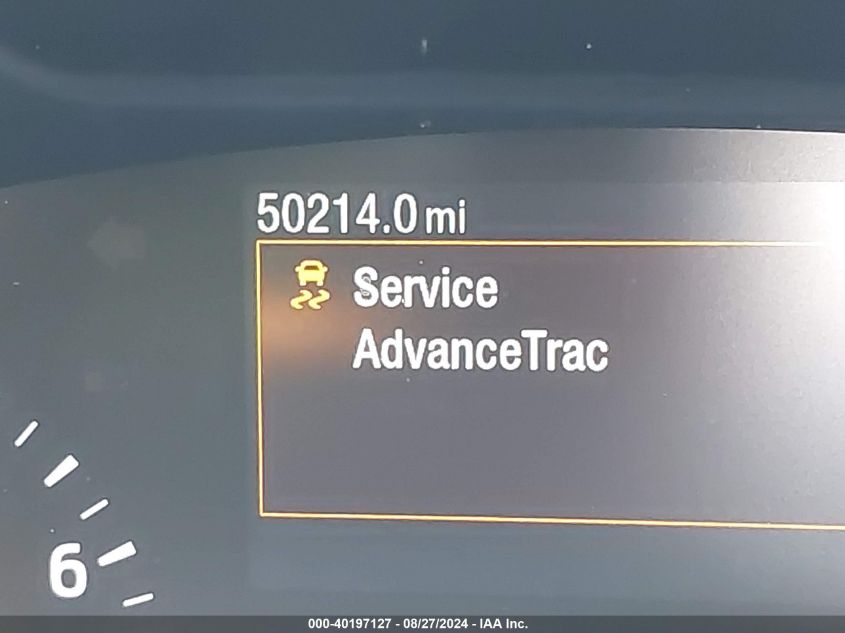 50214.0 mi
Service
AdvanceTrac
6
000-40197127 - 08/27/2024 - IAA Inc.